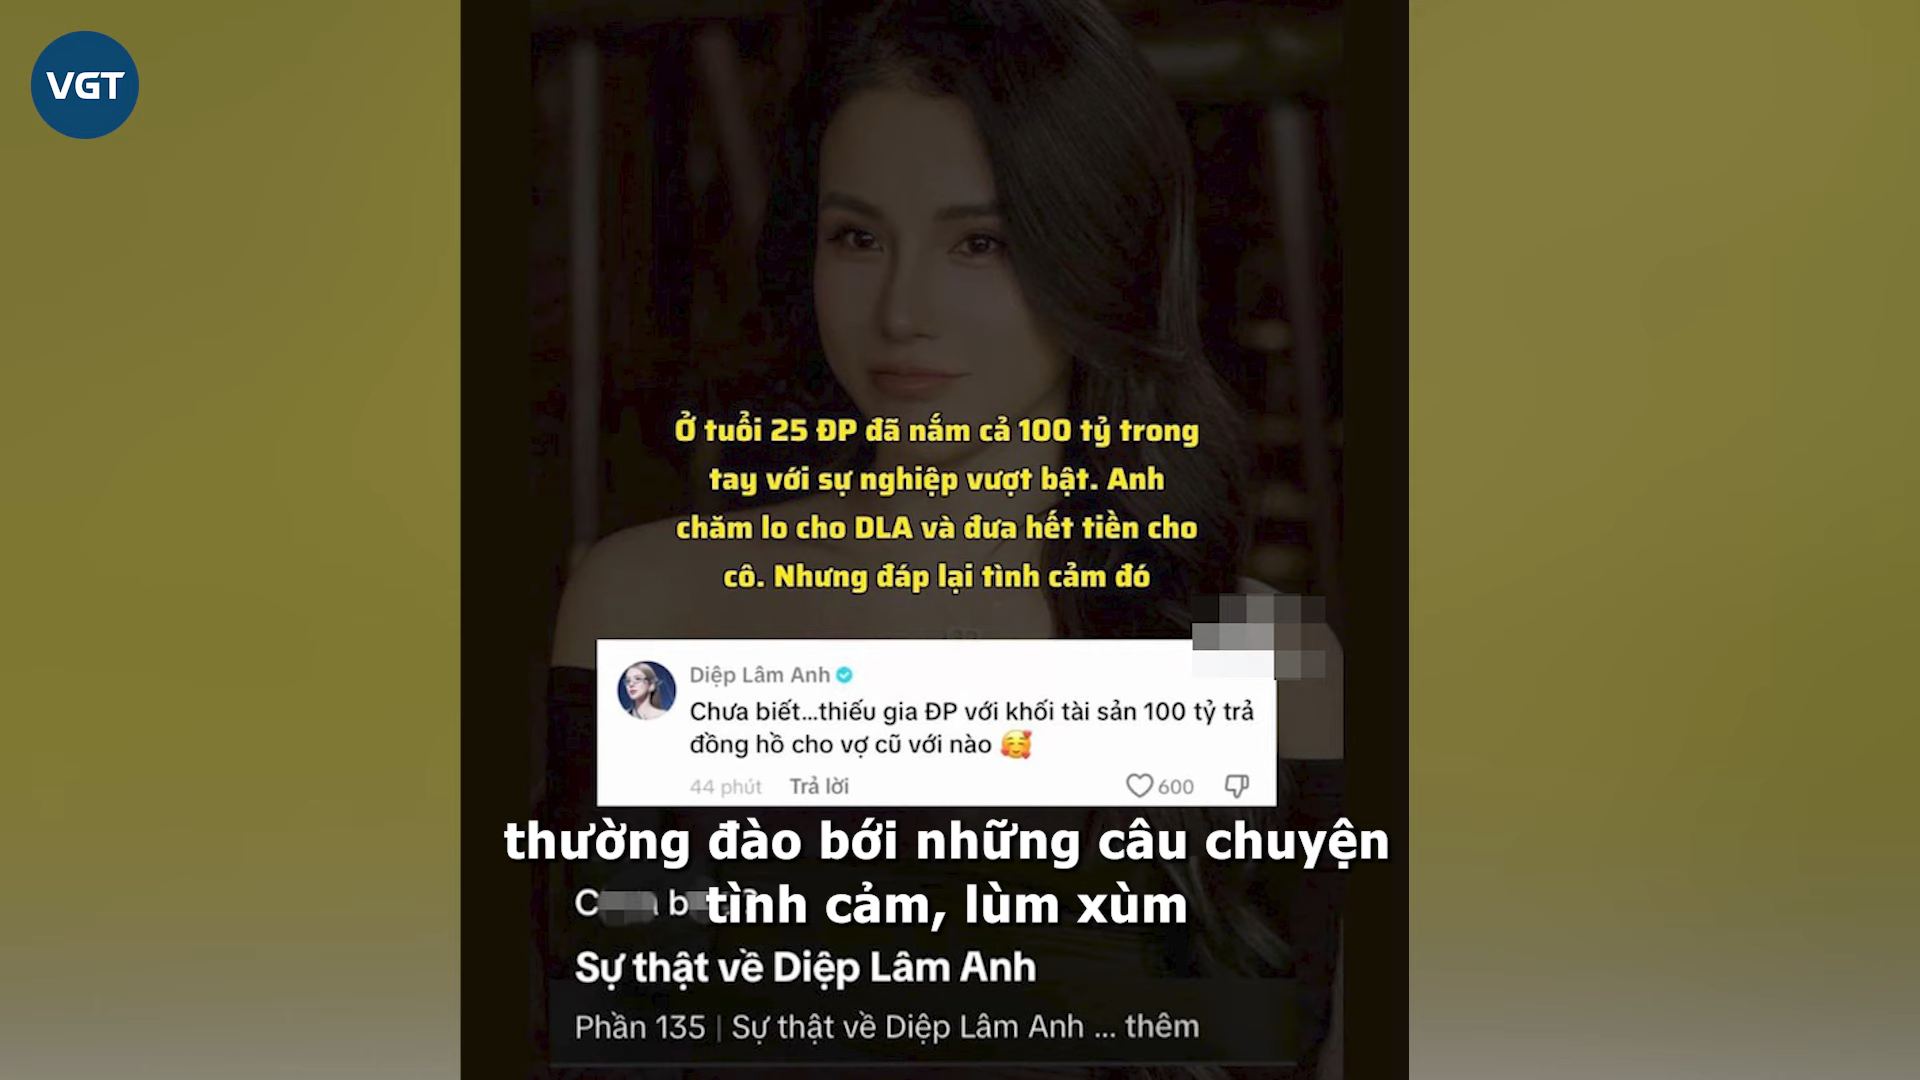 VGT
Ở tuổi 25 ĐP đã nắm cả 100 tỷ trong
tay với sự nghiệp vượt bật. Anh
chăm lo cho DLA và đưa hết tiền cho
cô. Nhưng đáp lại tình cảm đó
Diệp Lâm Anh
Chưa biết...thiếu gia ĐP với khối tài sản 100 tỷ trả
đồng hồ cho vợ cũ với nào 🥰
44 phút Trả lời 600
thường đào bới những câu chuyện
tình cảm, lùm xùm
Sự thật về Diệp Lâm Anh
Phần 135 | Sự thật về Diệp Lâm Anh ... thêm